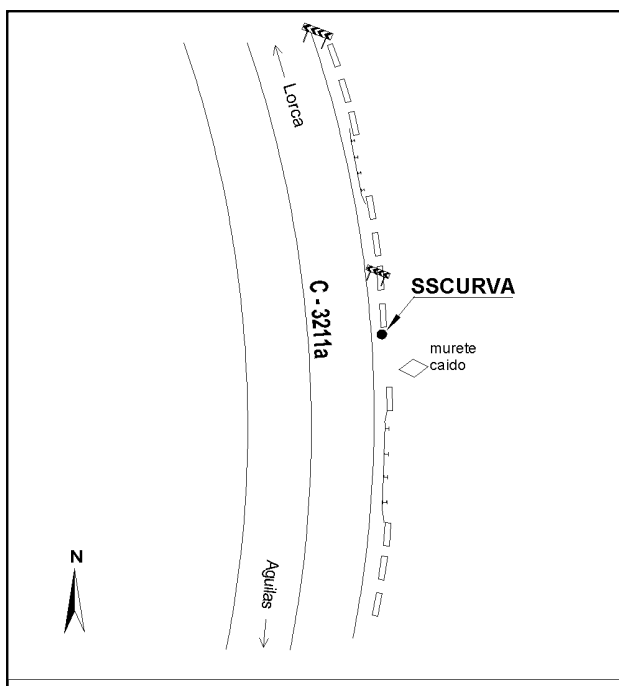 Lorca
C - 3211a
SSCURVA
murete
caido
N
Aguilas